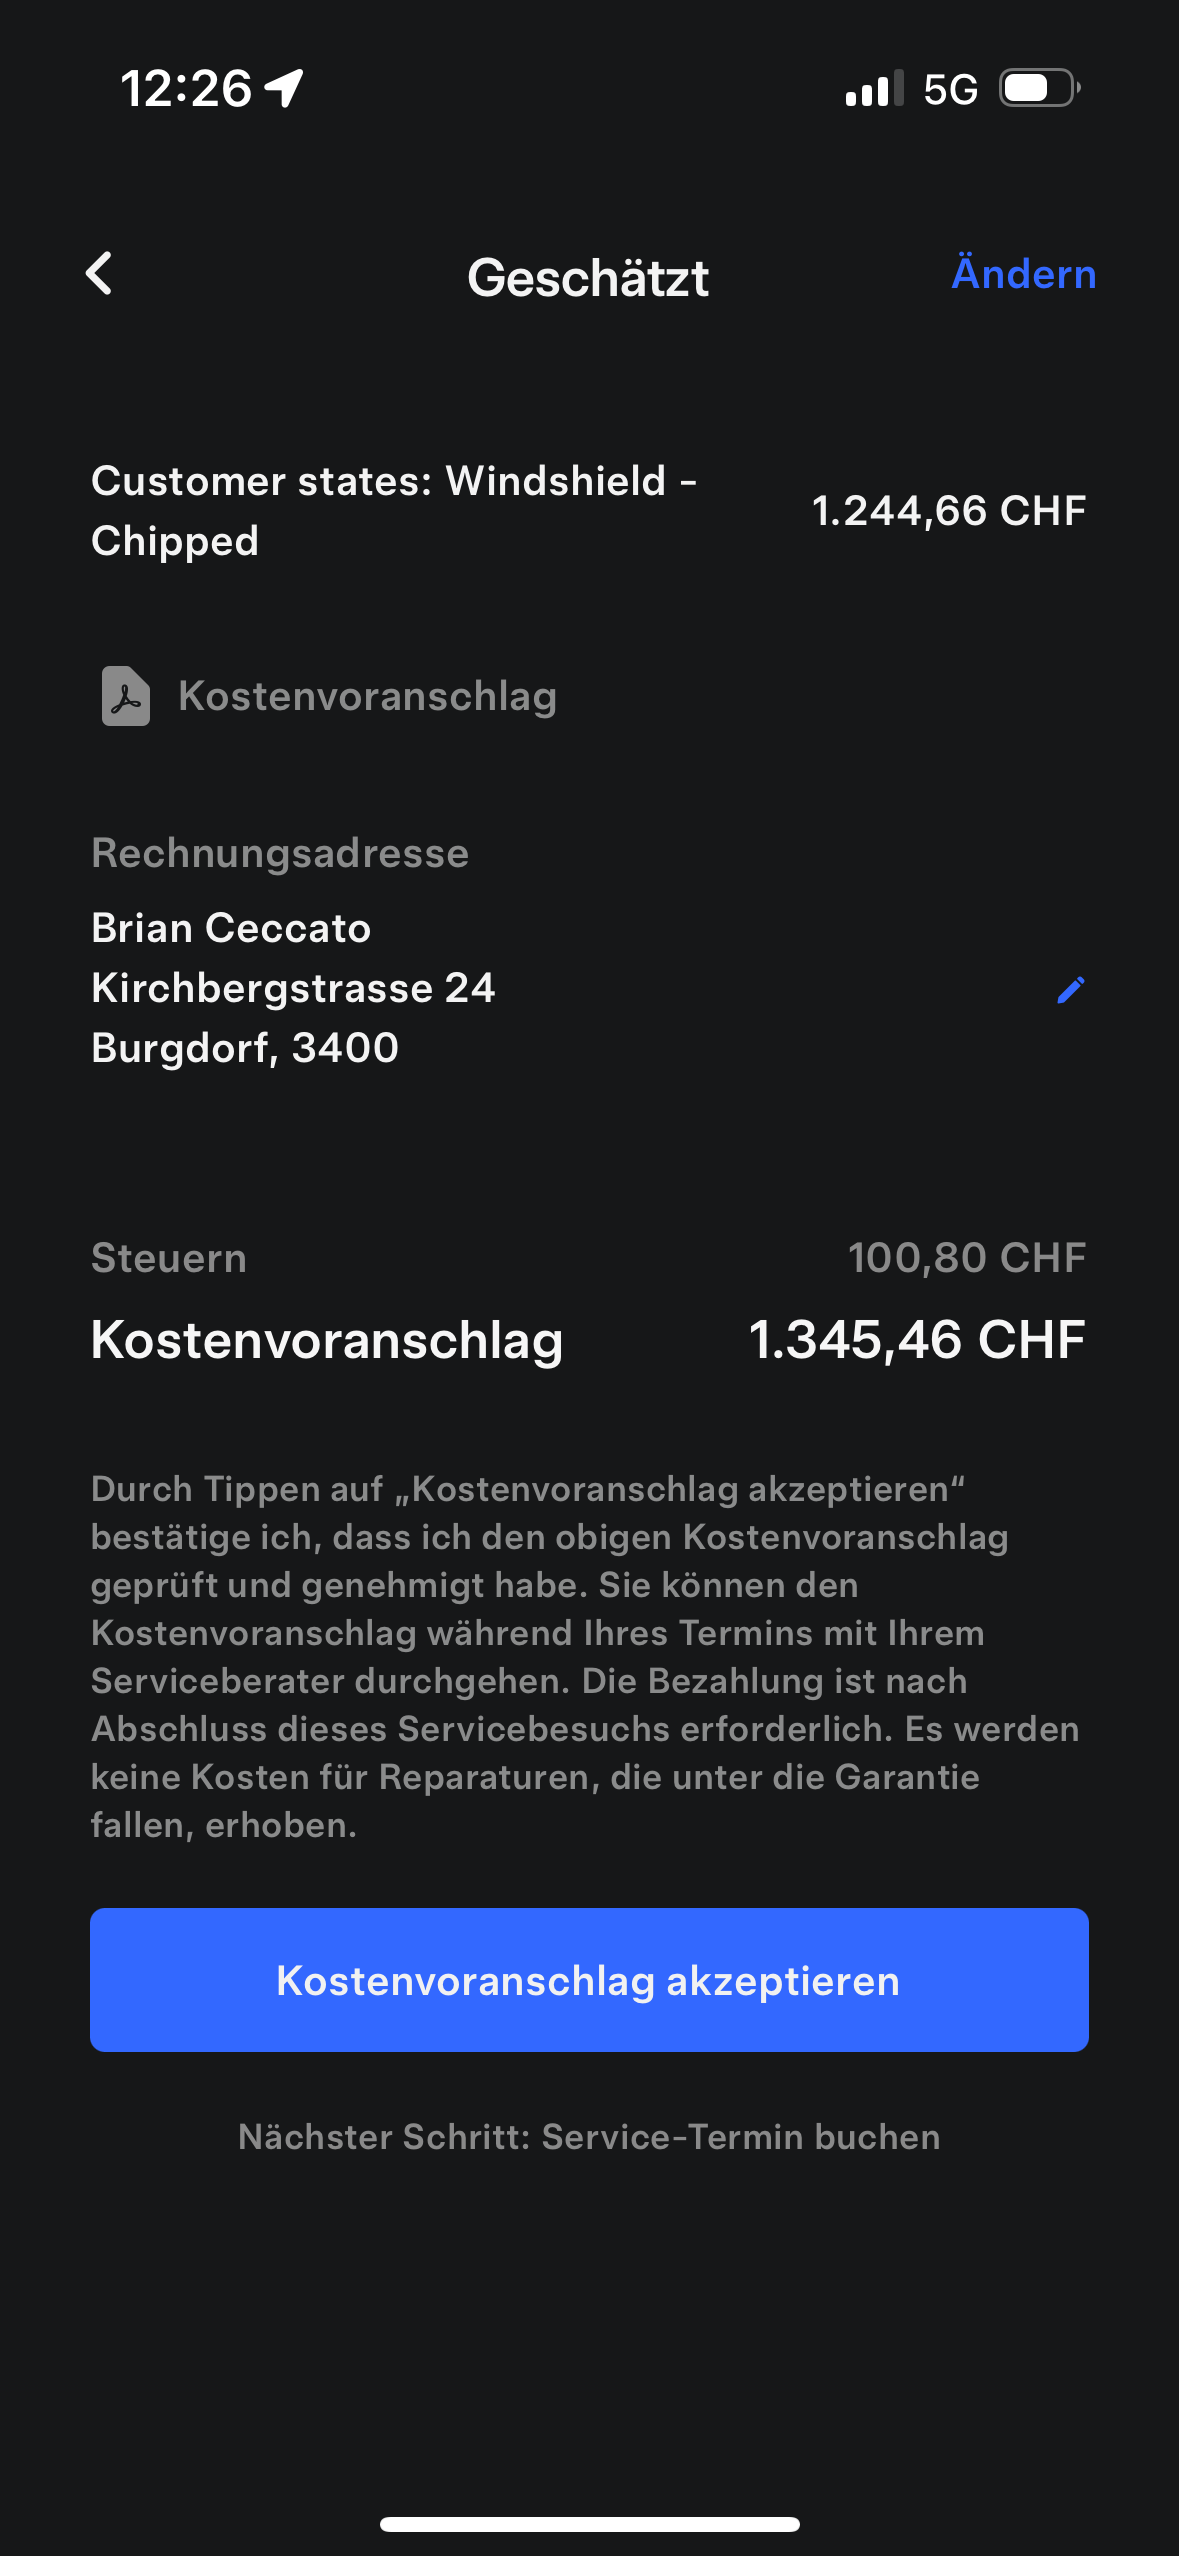 12:26
5G
Geschätzt
Ändern
Customer states: Windshield -
Chipped
1.244,66 CHF
Kostenvoranschlag
Rechnungsadresse
Brian Ceccato
Kirchbergstrasse 24
Burgdorf, 3400
Steuern
100,80 CHF
Kostenvoranschlag
1.345,46 CHF
Durch Tippen auf „Kostenvoranschlag akzeptieren“
bestätige ich, dass ich den obigen Kostenvoranschlag
geprüft und genehmigt habe. Sie können den
Kostenvoranschlag während Ihres Termins mit Ihrem
Serviceberater durchgehen. Die Bezahlung ist nach
Abschluss dieses Servicebesuchs erforderlich. Es werden
keine Kosten für Reparaturen, die unter die Garantie
fallen, erhoben.
Kostenvoranschlag akzeptieren
Nächster Schritt: Service-Termin buchen